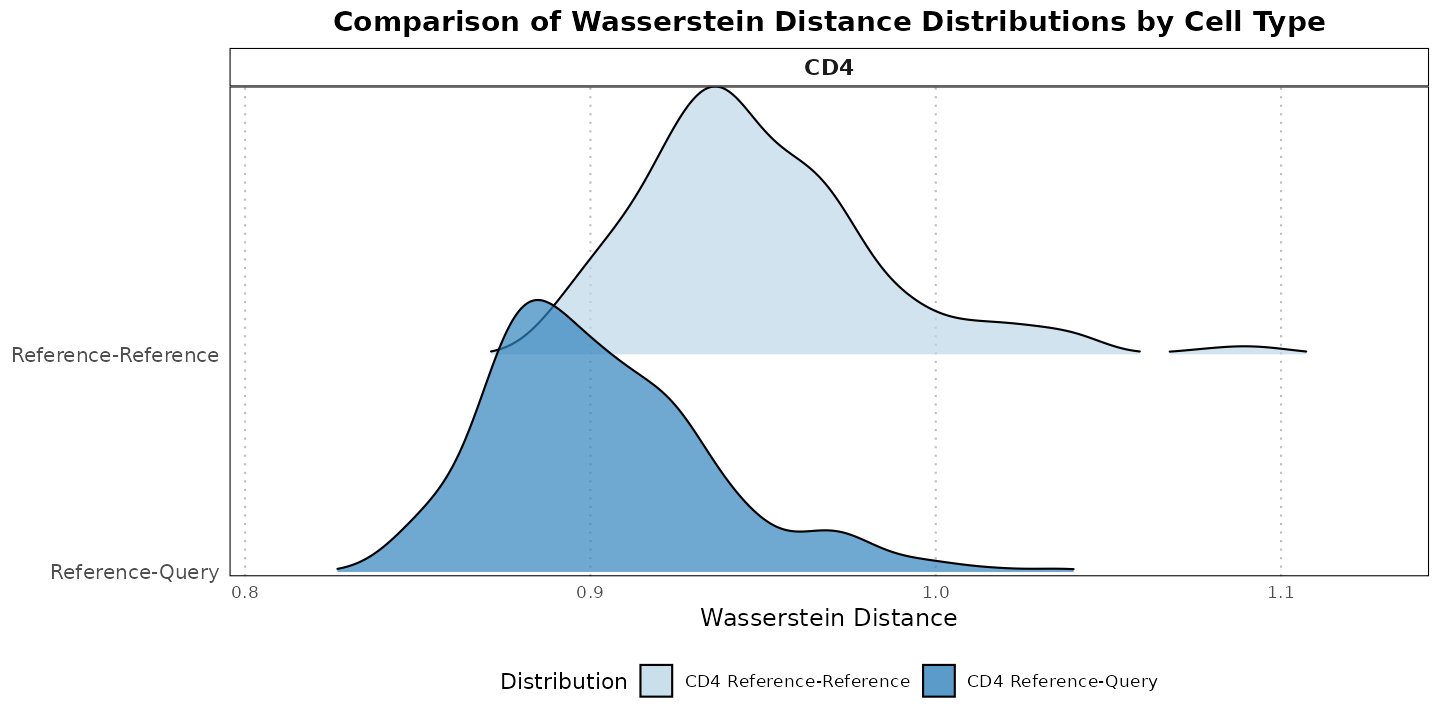 Comparison of Wasserstein Distance Distributions by Cell Type
CD4
Reference-Reference
Reference-Query
0.8 0.9 1.0 1.1
Wasserstein Distance
Distribution CD4 Reference-Reference CD4 Reference-Query